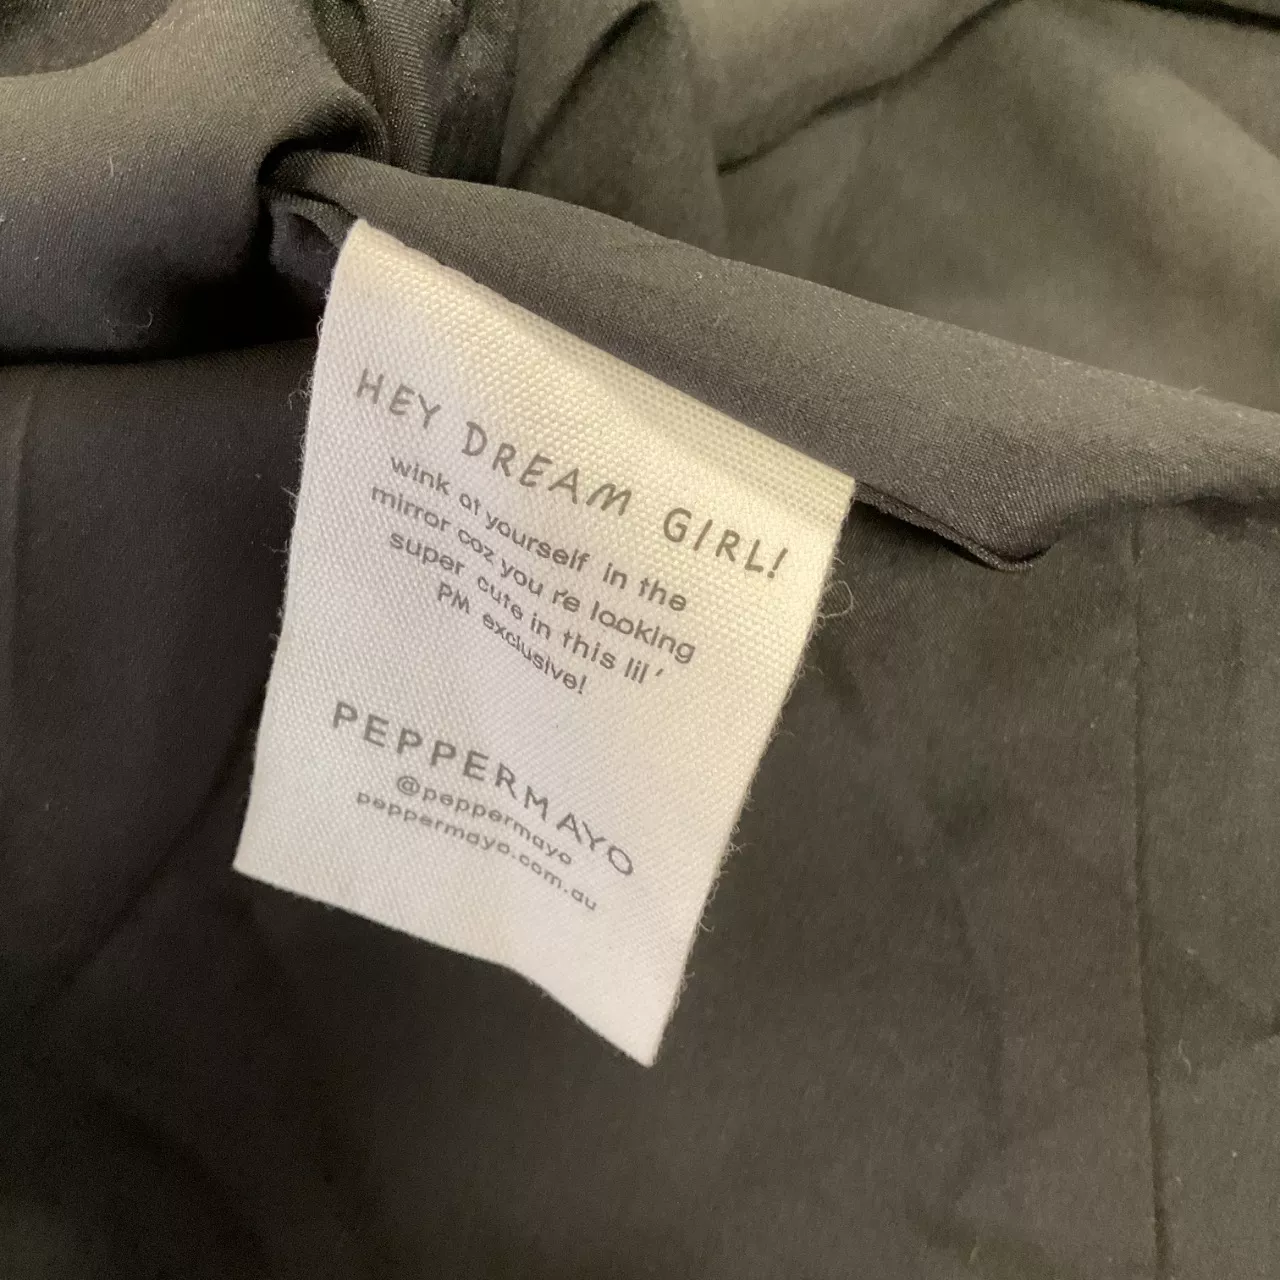 HEY DREAM GIRL!
wink at yourself in the
mirror coz you're looking
super cute in this lil'
PM exclusive!
PEPPERMAYO
@peppermayo
peppermayo.com.au